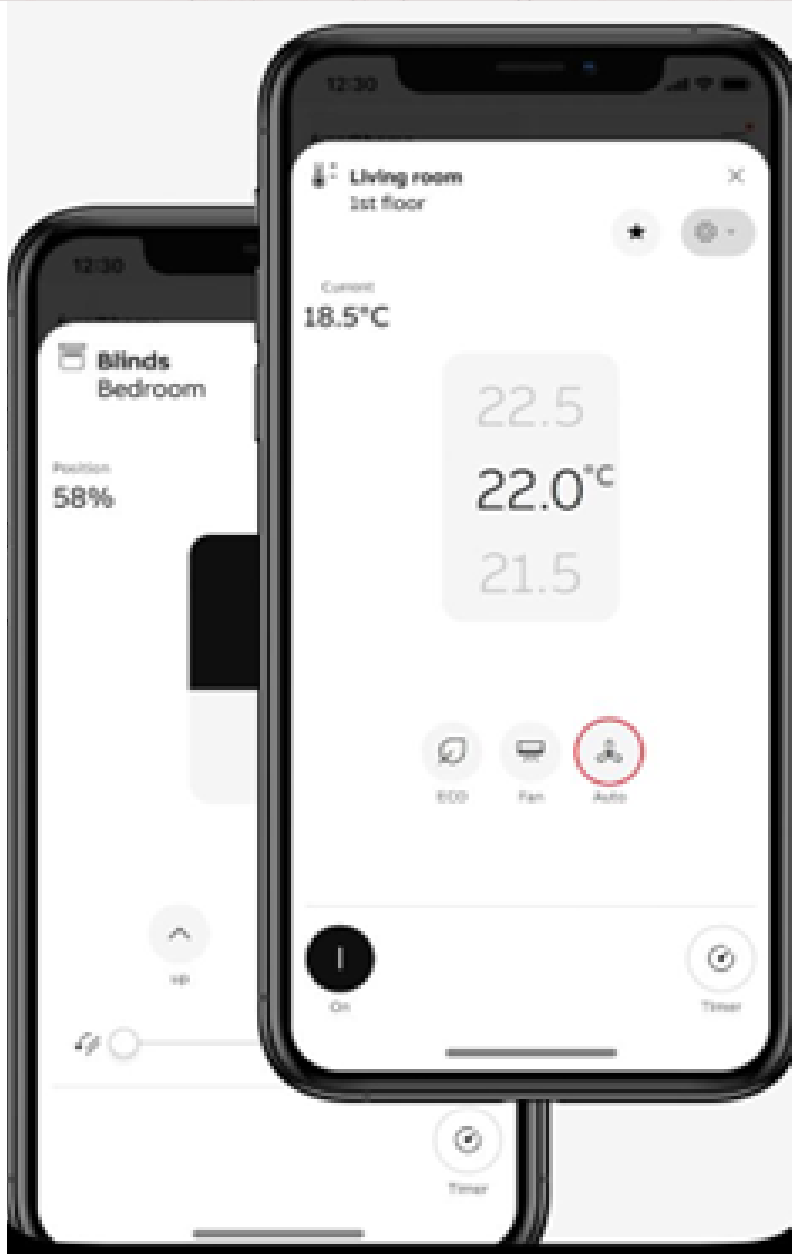 12:30
Living room
1st floor
Current
18.5°C
22.5
22.0°C
21.5
ECO
Fan
Auto
On
Timer
12:30
Blinds
Bedroom
Position
58%
up
Timer